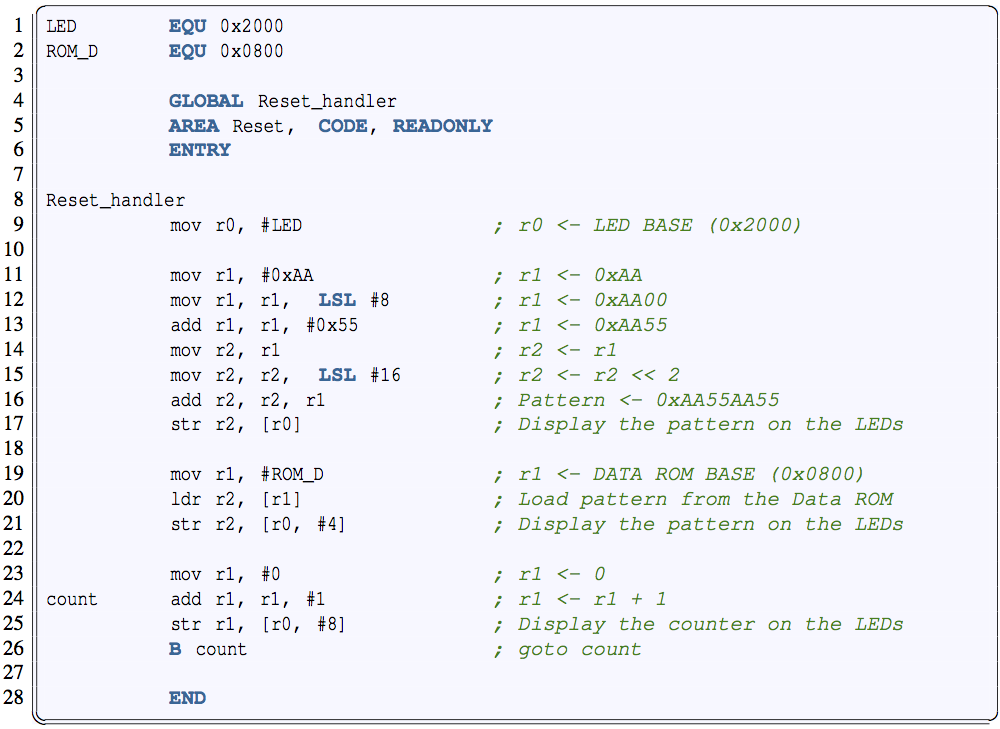 1 LED EQU 0x2000
2 ROM_D EQU 0x0800
3
4 GLOBAL Reset_handler
5 AREA Reset, CODE, READONLY
6 ENTRY
7
8 Reset_handler
9 mov r0, #LED ; r0 <- LED BASE (0x2000)
10
11 mov r1, #0xAA ; r1 <- 0xAA
12 mov r1, r1, LSL #8 ; r1 <- 0xAA00
13 add r1, r1, #0x55 ; r1 <- 0xAA55
14 mov r2, r1 ; r2 <- r1
15 mov r2, r2, LSL #16 ; r2 <- r2 << 2
16 add r2, r2, r1 ; Pattern <- 0xAA55AA55
17 str r2, [r0] ; Display the pattern on the LEDs
18
19 mov r1, #ROM_D ; r1 <- DATA ROM BASE (0x0800)
20 ldr r2, [r1] ; Load pattern from the Data ROM
21 str r2, [r0, #4] ; Display the pattern on the LEDs
22
23 mov r1, #0 ; r1 <- 0
24 count add r1, r1, #1 ; r1 <- r1 + 1
25 str r1, [r0, #8] ; Display the counter on the LEDs
26 B count ; goto count
27
28 END